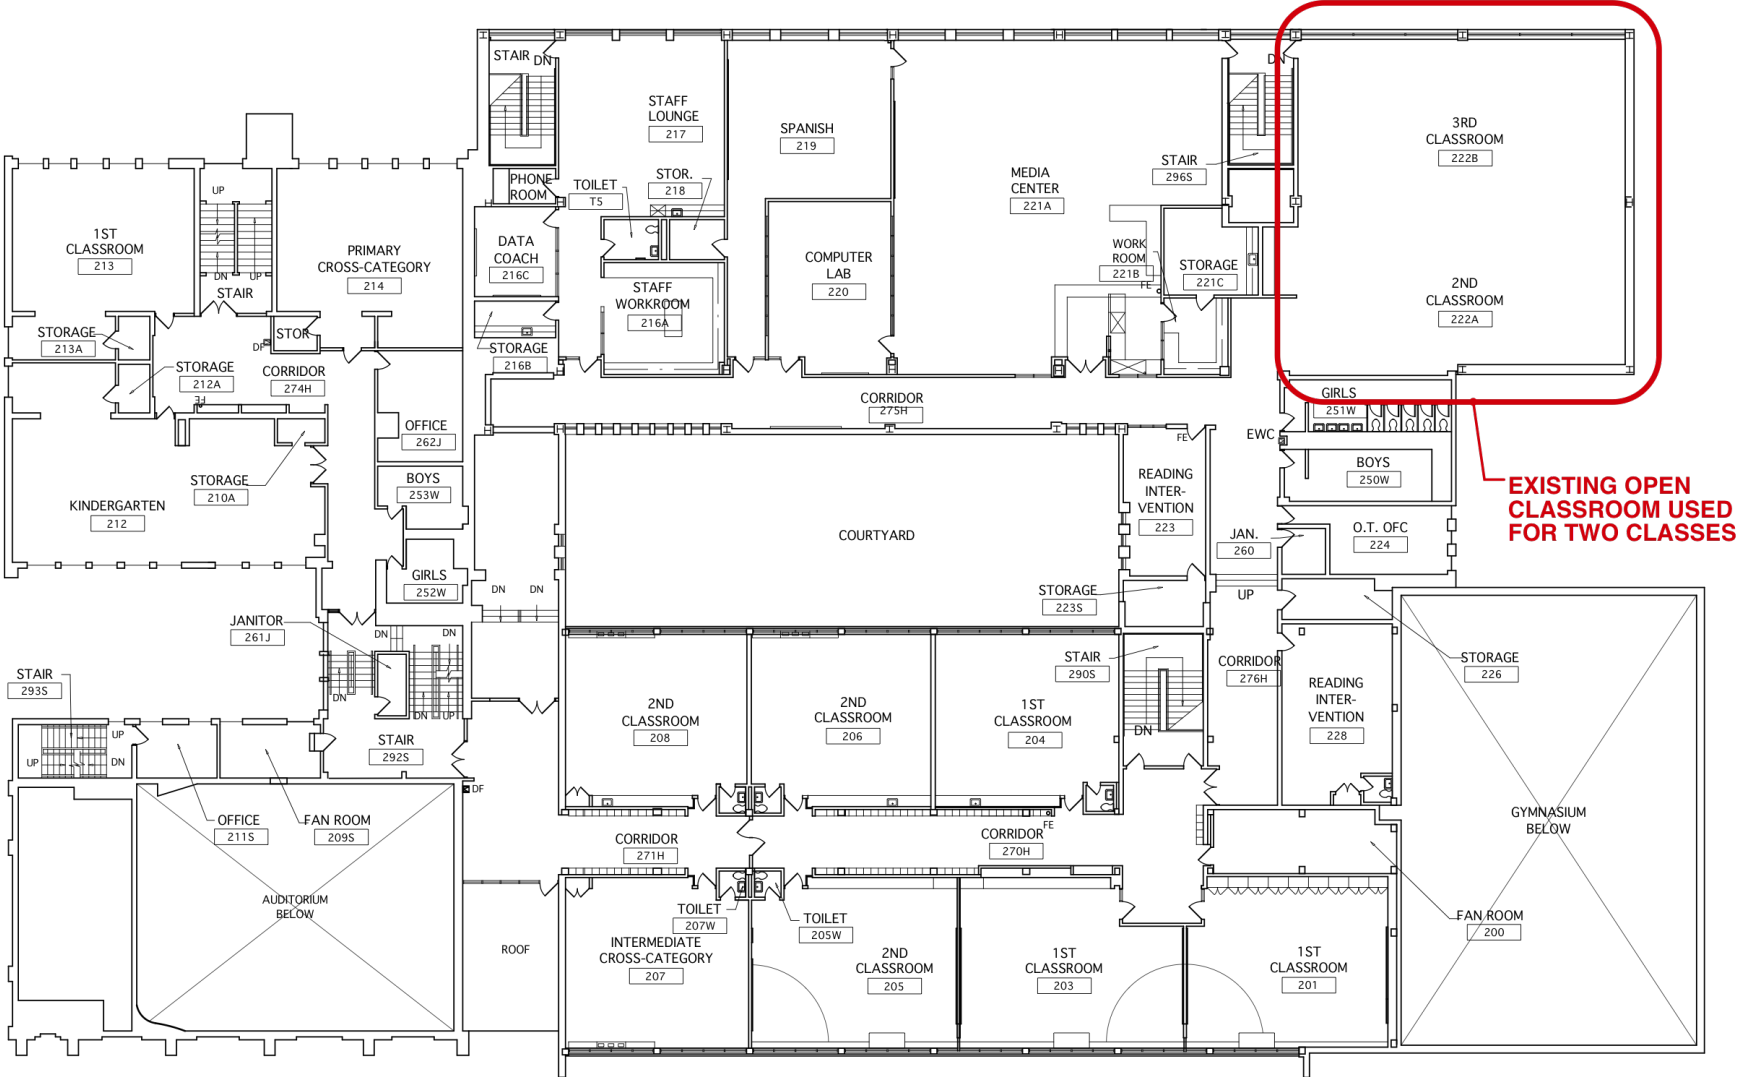 STAIR
DN
STAFF
LOUNGE
217
SPANISH
219
DN
3RD
CLASSROOM
222B
STAIR
296S
MEDIA
CENTER
221A
PHONE
ROOM
TOILET
T5
STOR.
218
UP
DN
UP
STAIR
1ST
CLASSROOM
213
PRIMARY
CROSS-CATEGORY
214
DATA
COACH
216C
COMPUTER
LAB
220
WORK
ROOM
221B
FE
STORAGE
221C
2ND
CLASSROOM
222A
STAFF
WORKROOM
216A
STORAGE
213A
STOR
DF
STORAGE
216B
STORAGE
212A
FE
CORRIDOR
274H
CORRIDOR
275H
GIRLS
251W
OFFICE
262J
FE
EWC
BOYS
250W
STORAGE
210A
BOYS
253W
READING
INTER-
VENTION
223
EXISTING OPEN
CLASSROOM USED
FOR TWO CLASSES
KINDERGARTEN
212
COURTYARD
JAN.
260
O.T. OFC
224
GIRLS
252W
DN
DN
STORAGE
223S
UP
JANITOR
261J
DN
DN
DN
DN
UP
STAIR
293S
STAIR
290S
DN
CORRIDOR
276H
STORAGE
226
READING
INTER-
VENTION
228
2ND
CLASSROOM
208
2ND
CLASSROOM
206
1ST
CLASSROOM
204
UP
UP
DN
STAIR
292S
DF
OFFICE
211S
FAN ROOM
209S
CORRIDOR
271H
CORRIDOR
270H
FE
GYMNASIUM
BELOW
AUDITORIUM
BELOW
TOILET
207W
TOILET
205W
FAN ROOM
200
ROOF
INTERMEDIATE
CROSS-CATEGORY
207
2ND
CLASSROOM
205
1ST
CLASSROOM
203
1ST
CLASSROOM
201